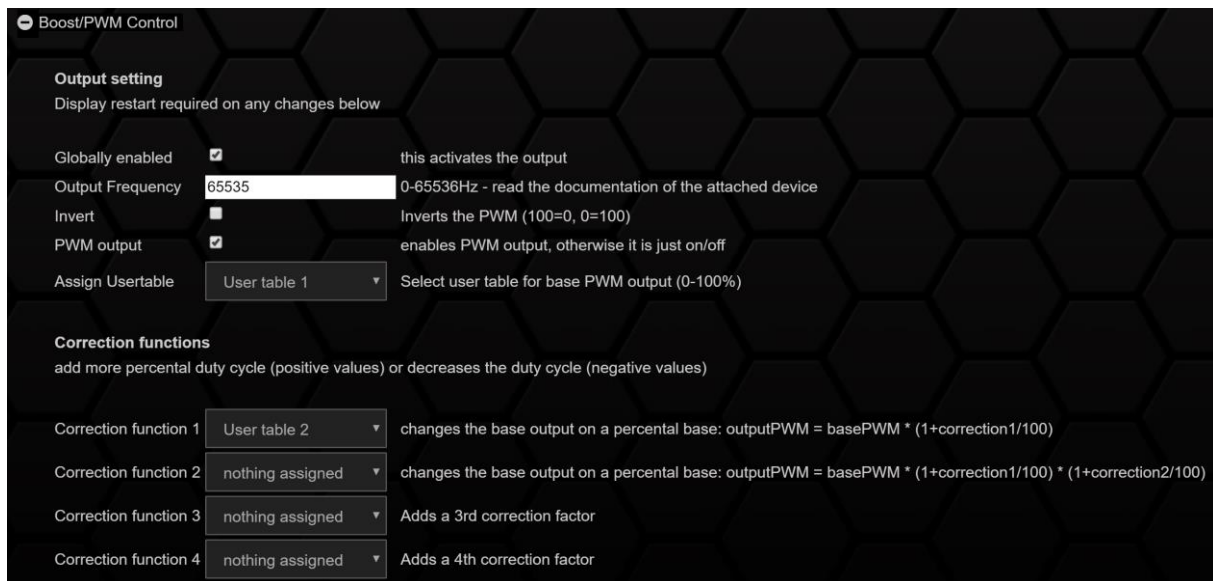 Boost/PWM Control
Output setting
Display restart required on any changes below
Globally enabled this activates the output
Output Frequency 65535 0-65536Hz - read the documentation of the attached device
Invert Inverts the PWM (100=0, 0=100)
PWM output enables PWM output, otherwise it is just on/off
Assign Usertable User table 1 Select user table for base PWM output (0-100%)
Correction functions
add more percental duty cycle (positive values) or decreases the duty cycle (negative values)
Correction function 1 User table 2 changes the base output on a percental base: outputPWM = basePWM * (1+correction1/100)
Correction function 2 nothing assigned changes the base output on a percental base: outputPWM = basePWM * (1+correction1/100) * (1+correction2/100)
Correction function 3 nothing assigned Adds a 3rd correction factor
Correction function 4 nothing assigned Adds a 4th correction factor